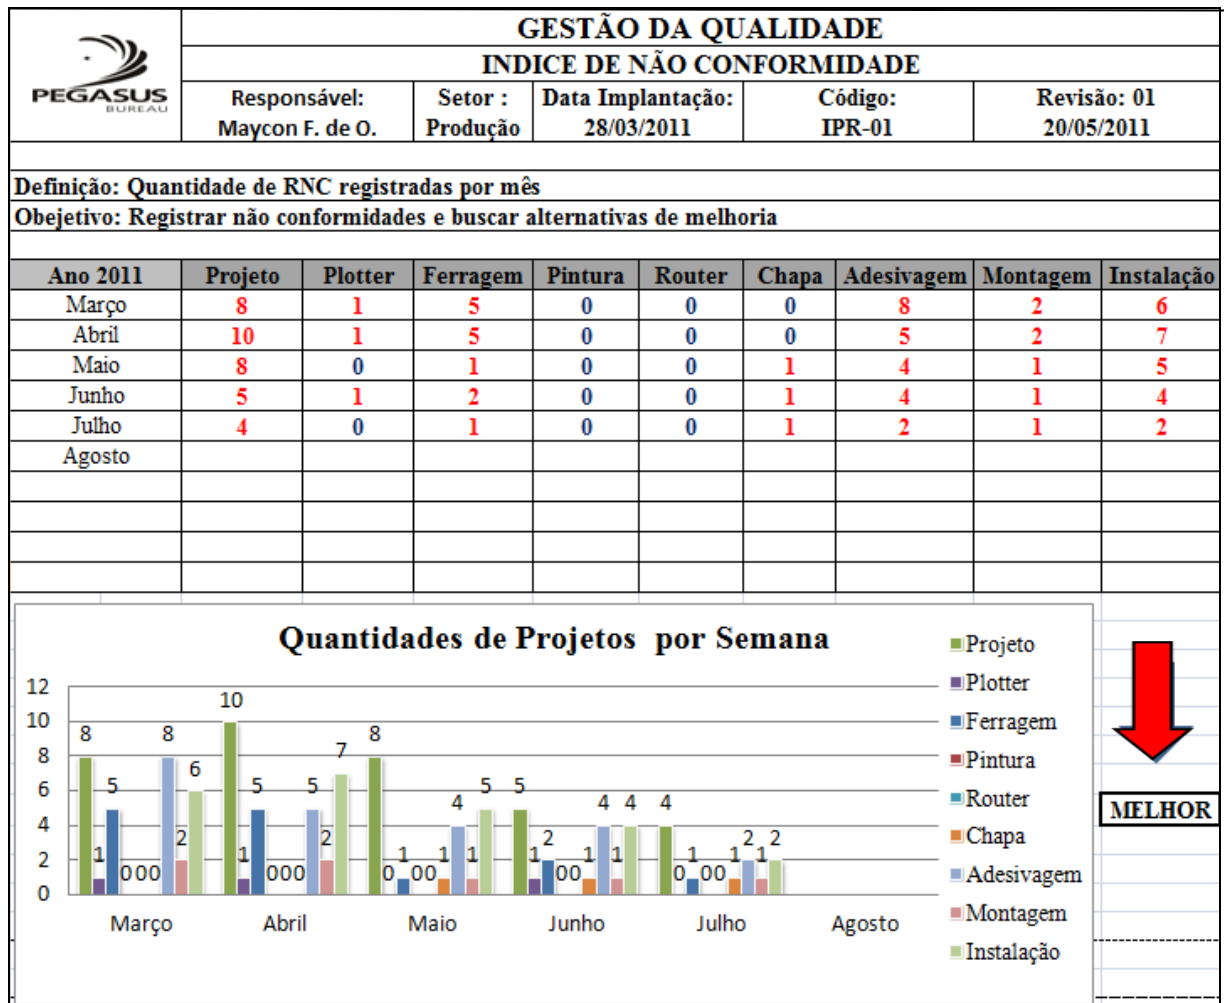 GESTÃO DA QUALIDADE
INDICE DE NÃO CONFORMIDADE
PEGASUS
BUREAU
Responsável: Setor : Data Implantação: Código: Revisão: 01
Maycon F. de O. Produção 28/03/2011 IPR-01 20/05/2011
Definição: Quantidade de RNC registradas por mês
Obejetivo: Registrar não conformidades e buscar alternativas de melhoria
Ano 2011 Projeto Plotter Ferragem Pintura Router Chapa Adesivagem Montagem Instalação
Março 8 1 5 0 0 0 8 2 6
Abril 10 1 5 0 0 0 5 2 7
Maio 8 0 1 0 0 1 4 1 5
Junho 5 1 2 0 0 1 4 1 4
Julho 4 0 1 0 0 1 2 1 2
Agosto
Quantidades de Projetos por Semana
12
10
8
6
4
2
0
8 1 5 0 0 0 8 2 6
10 1 5 0 0 0 5 2 7
8 0 1 0 0 1 4 1 5
5 1 2 0 0 1 4 1 4
4 0 1 0 0 1 2 1 2
Março Abril Maio Junho Julho Agosto
Projeto
Plotter
Ferragem
Pintura
Router
Chapa
Adesivagem
Montagem
Instalação
MELHOR